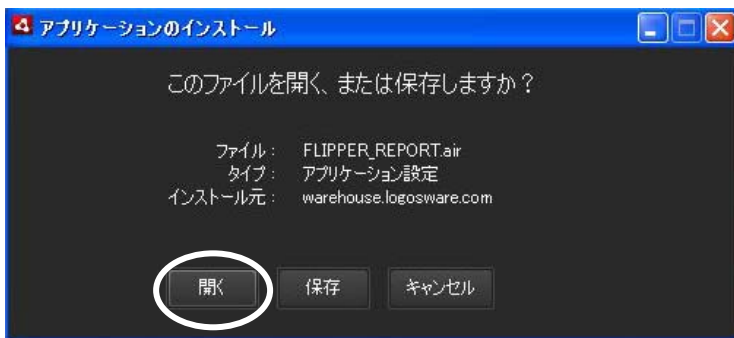 アプリケーションのインストール
このファイルを開く、または保存しますか？
ファイル： FLIPPER_REPORT.air
タイプ： アプリケーション設定
インストール元： warehouse.logosware.com
開く 保存 キャンセル